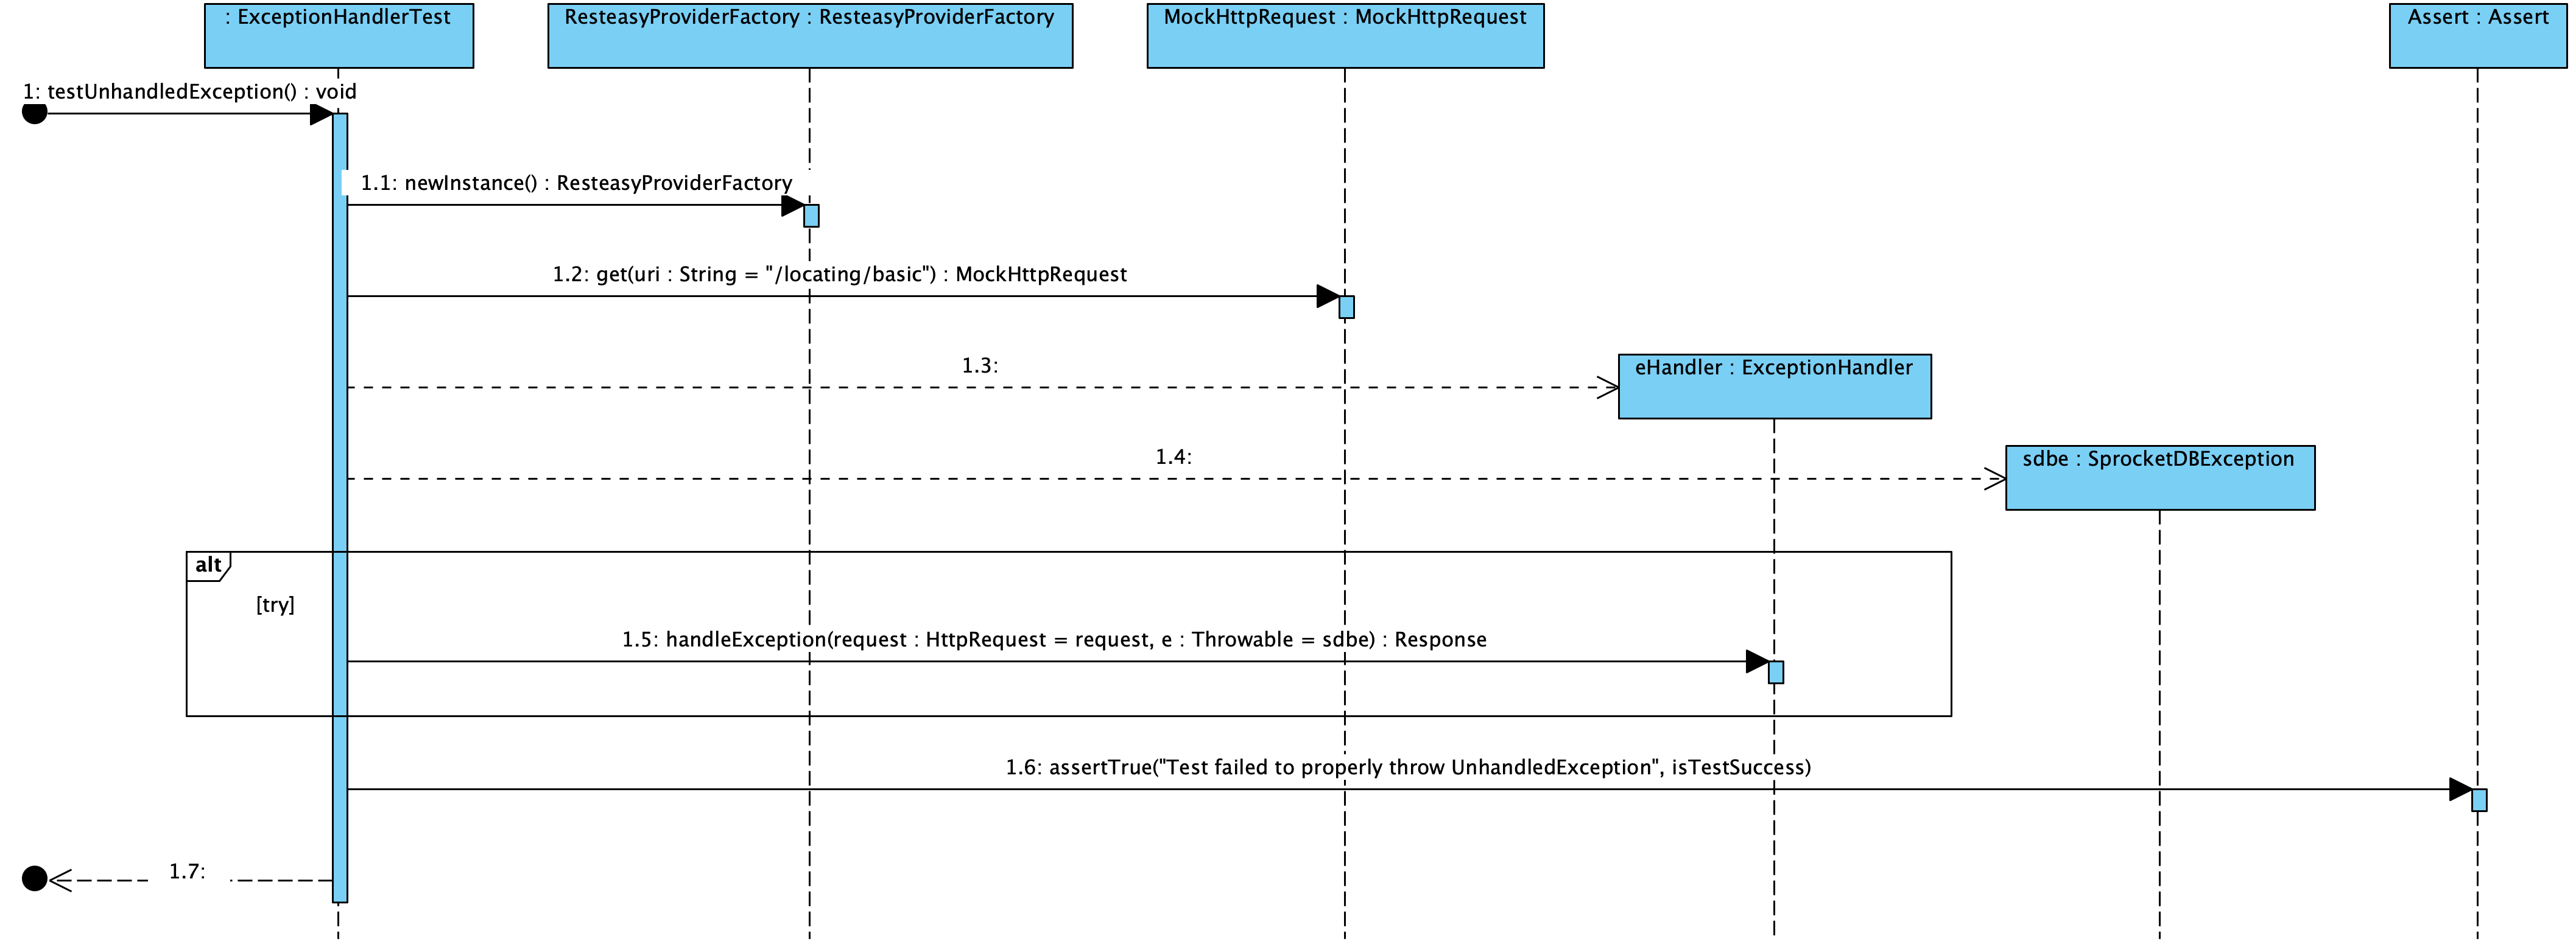 : ExceptionHandlerTest
ResteasyProviderFactory : ResteasyProviderFactory
MockHttpRequest : MockHttpRequest
Assert : Assert
1: testUnhandledException() : void
1.1: newInstance() : ResteasyProviderFactory
1.2: get(uri : String = "/locating/basic") : MockHttpRequest
1.3:
eHandler : ExceptionHandler
1.4:
sdbe : SprocketDBException
alt
[try]
1.5: handleException(request : HttpRequest = request, e : Throwable = sdbe) : Response
1.6: assertTrue("Test failed to properly throw UnhandledException", isTestSuccess)
1.7: